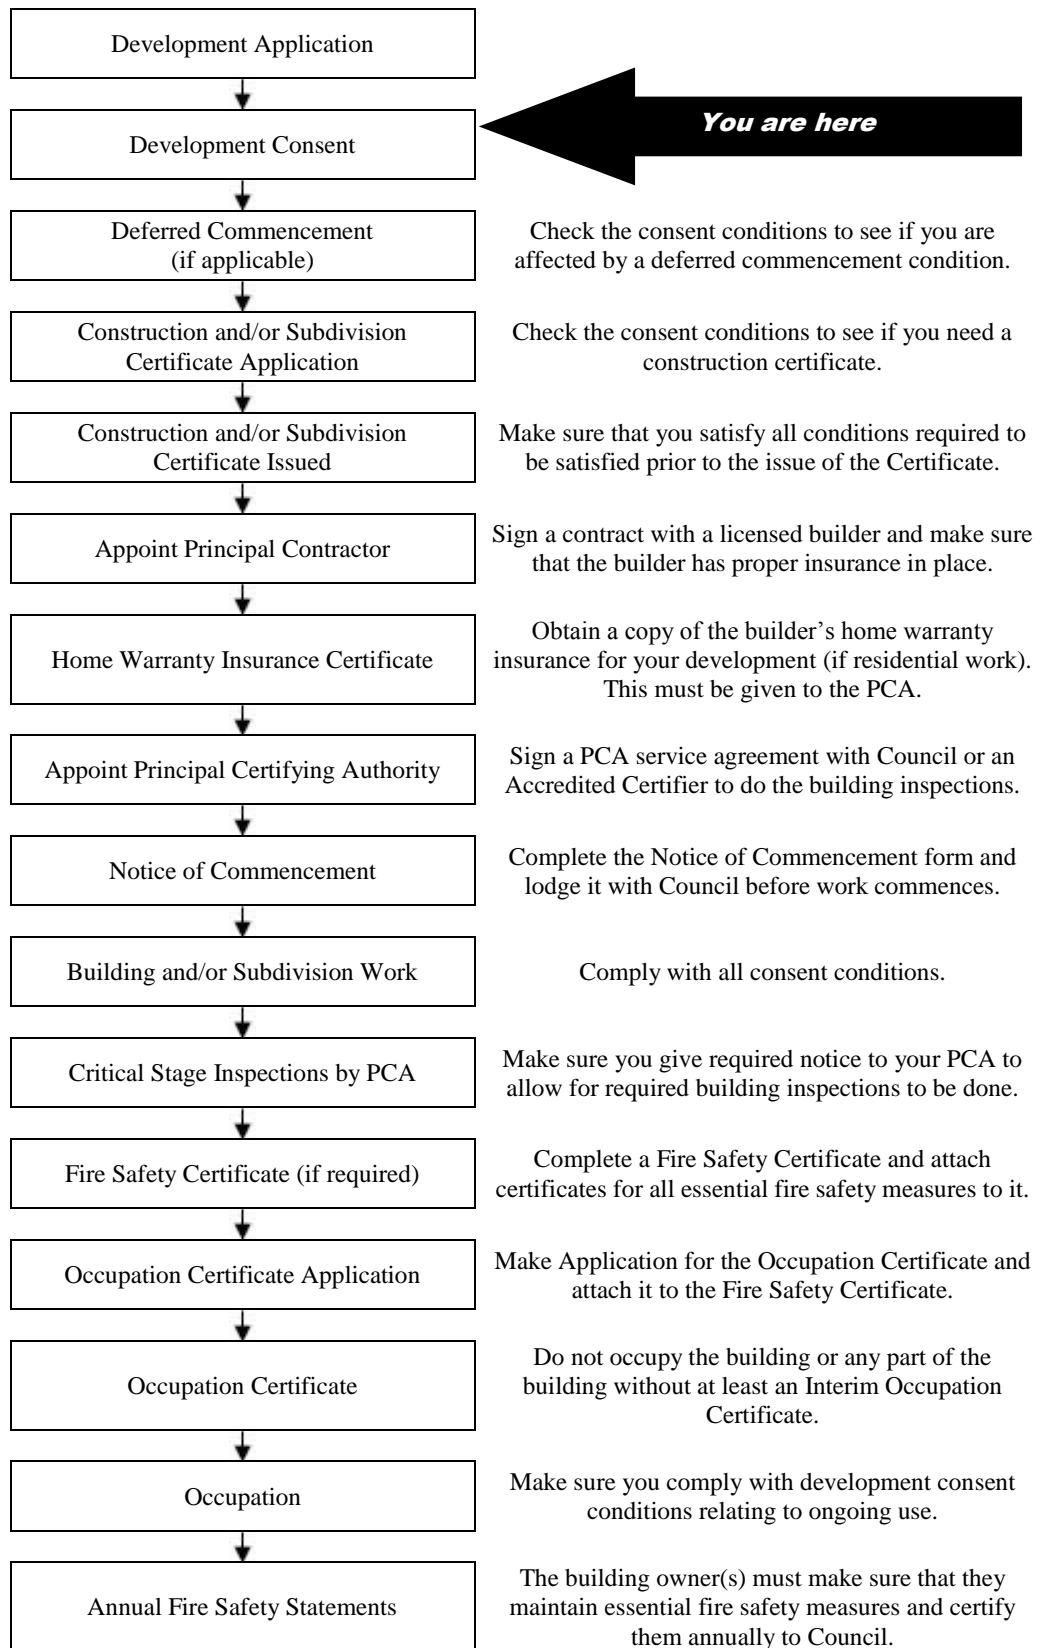 Development Application
Development Consent
You are here
Deferred Commencement
(if applicable)
Check the consent conditions to see if you are
affected by a deferred commencement condition.
Construction and/or Subdivision
Certificate Application
Check the consent conditions to see if you need a
construction certificate.
Construction and/or Subdivision
Certificate Issued
Make sure that you satisfy all conditions required to
be satisfied prior to the issue of the Certificate.
Appoint Principal Contractor
Sign a contract with a licensed builder and make sure
that the builder has proper insurance in place.
Home Warranty Insurance Certificate
Obtain a copy of the builder’s home warranty
insurance for your development (if residential work).
This must be given to the PCA.
Appoint Principal Certifying Authority
Sign a PCA service agreement with Council or an
Accredited Certifier to do the building inspections.
Notice of Commencement
Complete the Notice of Commencement form and
lodge it with Council before work commences.
Building and/or Subdivision Work
Comply with all consent conditions.
Critical Stage Inspections by PCA
Make sure you give required notice to your PCA to
allow for required building inspections to be done.
Fire Safety Certificate (if required)
Complete a Fire Safety Certificate and attach
certificates for all essential fire safety measures to it.
Occupation Certificate Application
Make Application for the Occupation Certificate and
attach it to the Fire Safety Certificate.
Occupation Certificate
Do not occupy the building or any part of the
building without at least an Interim Occupation
Certificate.
Occupation
Make sure you comply with development consent
conditions relating to ongoing use.
Annual Fire Safety Statements
The building owner(s) must make sure that they
maintain essential fire safety measures and certify
them annually to Council.